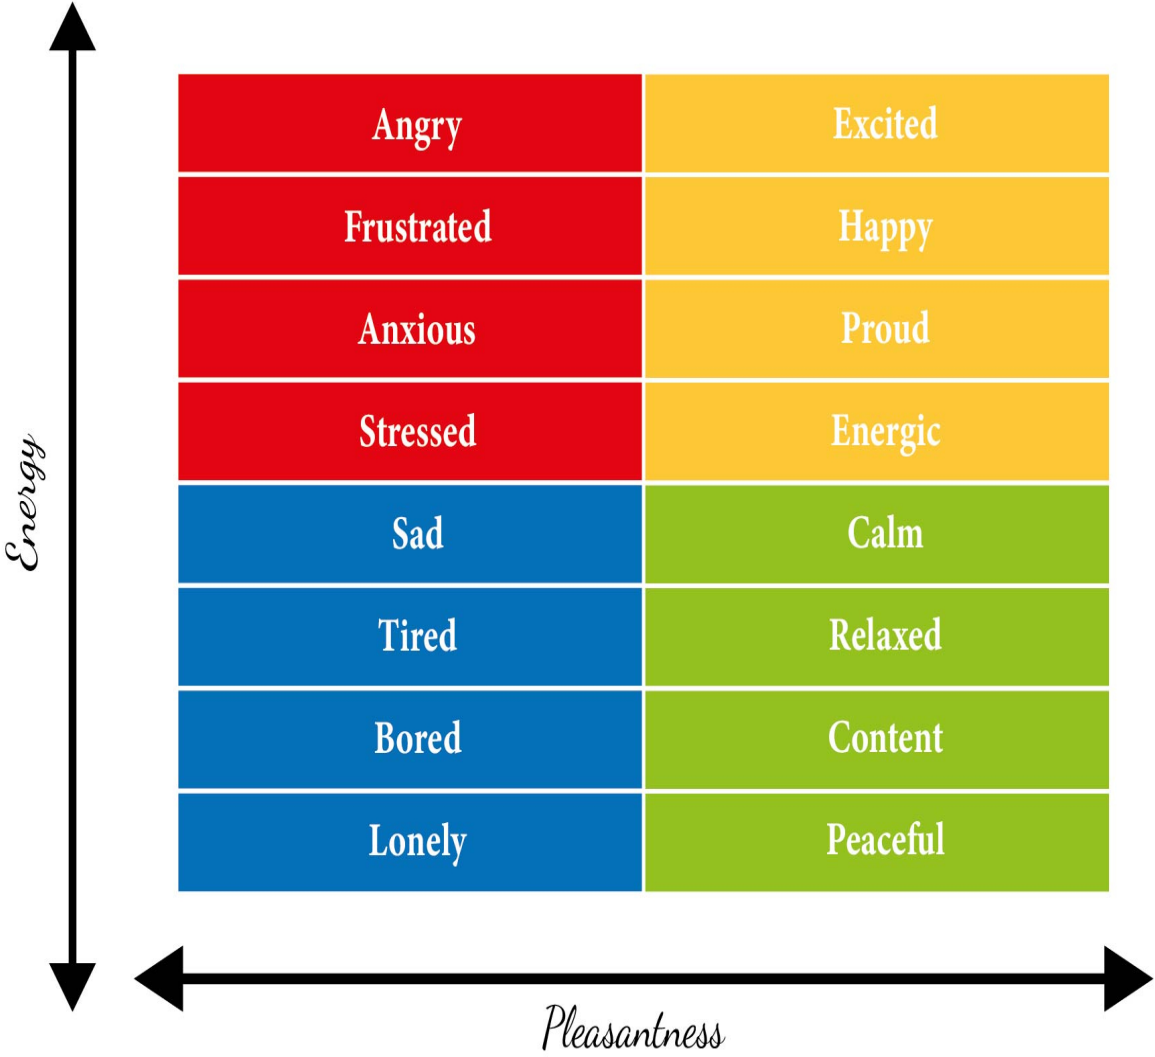 Angry Excited
Frustrated Happy
Anxious Proud
Stressed Energic
Sad Calm
Tired Relaxed
Bored Content
Lonely Peaceful
Energy
Pleasantness